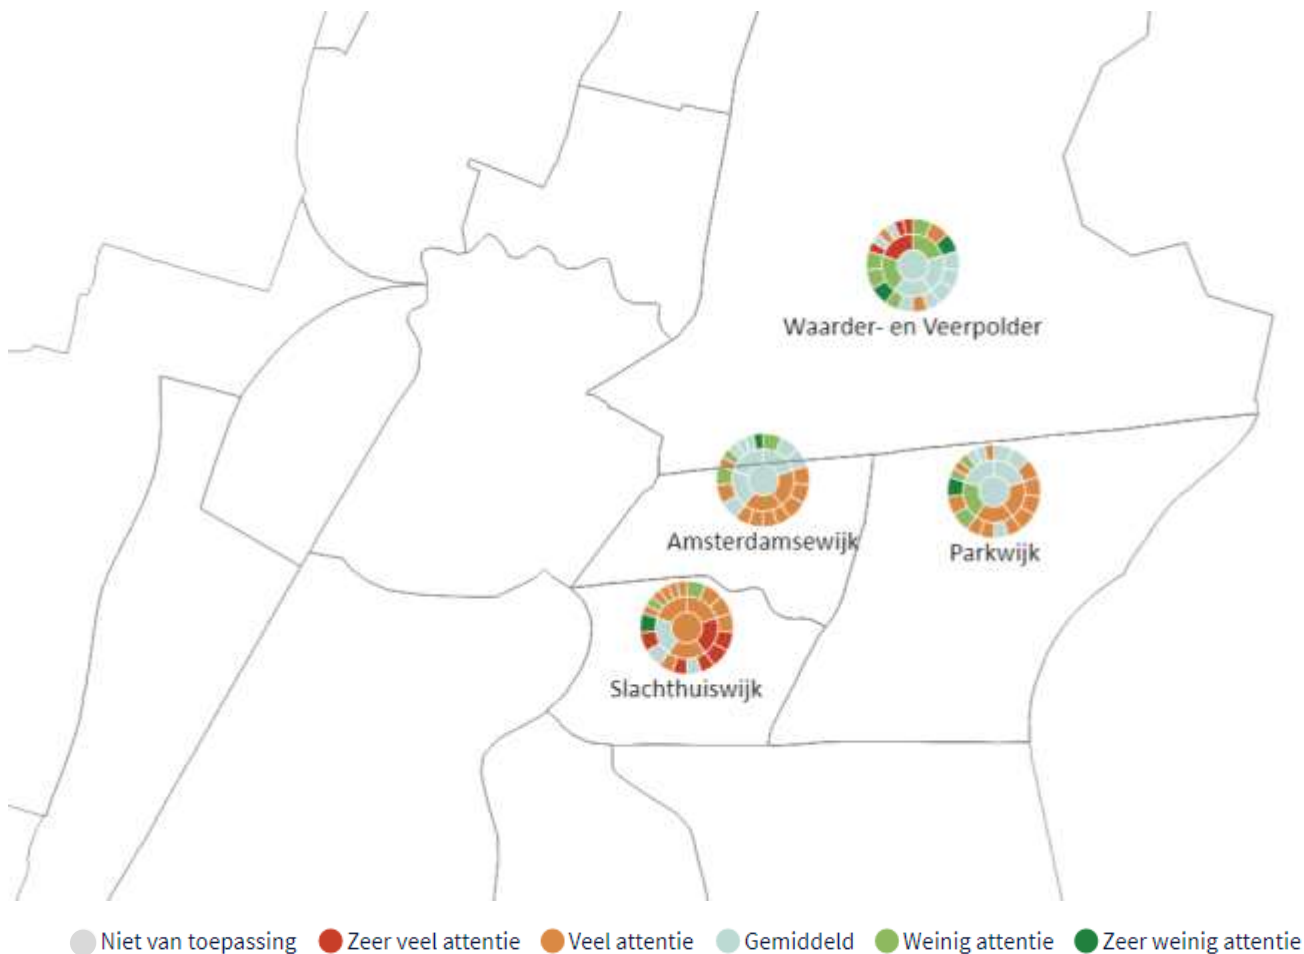 Waarder- en Veerpolder
Amsterdamsewijk
Parkwijk
Slachthuiswijk
Niet van toepassing Zeer veel attentie Veel attentie Gemiddeld Weinig attentie Zeer weinig attentie